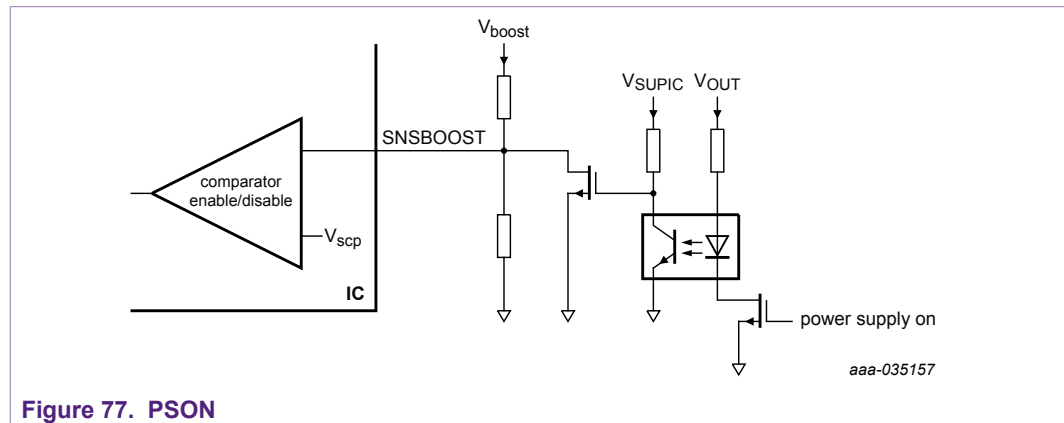 Vboost
VSUPIC VOUT
SNSBOOST
comparator
enable/disable
Vscp
IC
power supply on
aaa-035157
Figure 77. PSON